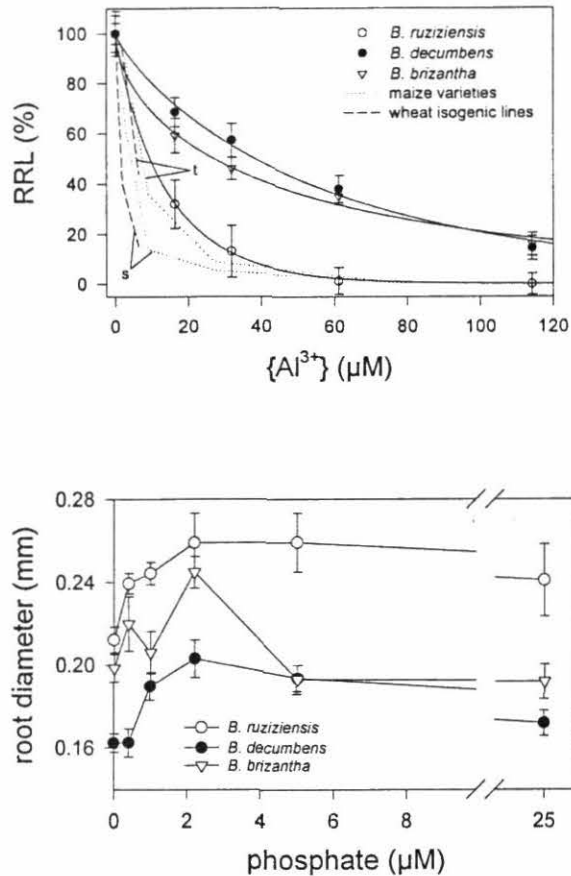 B. ruziziensis
B. decumbens
B. brizantha
maize varieties
wheat isogenic lines
RRL (%)
100
80
60
40
20
0
t
s
0 20 40 60 80 100 120
{Al³⁺} (µM)
root diameter (mm)
0.28
0.24
0.20
0.16
B. ruziziensis
B. decumbens
B. brizantha
0 2 4 6 8 25
phosphate (µM)